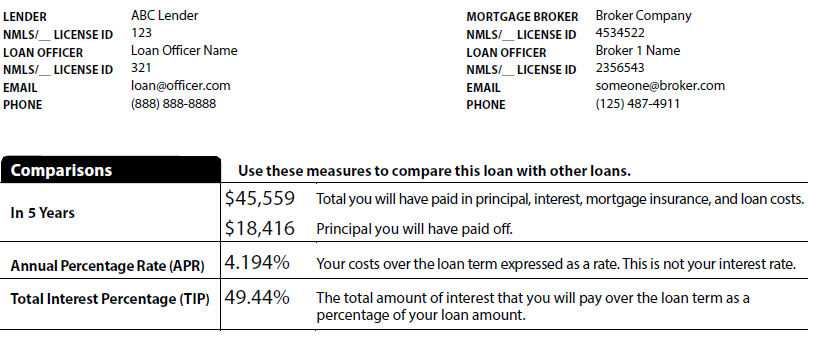 LENDER ABC Lender MORTGAGE BROKER Broker Company
NMLS/__ LICENSE ID 123 NMLS/__ LICENSE ID 4534522
LOAN OFFICER Loan Officer Name LOAN OFFICER Broker 1 Name
NMLS/__ LICENSE ID 321 NMLS/__ LICENSE ID 2356543
EMAIL loan@officer.com EMAIL someone@broker.com
PHONE (888) 888-8888 PHONE (125) 487-4911
Comparisons Use these measures to compare this loan with other loans.
In 5 Years
$45,559 Total you will have paid in principal, interest, mortgage insurance, and loan costs.
$18,416 Principal you will have paid off.
Annual Percentage Rate (APR) 4.194% Your costs over the loan term expressed as a rate. This is not your interest rate.
Total Interest Percentage (TIP) 49.44% The total amount of interest that you will pay over the loan term as a
percentage of your loan amount.